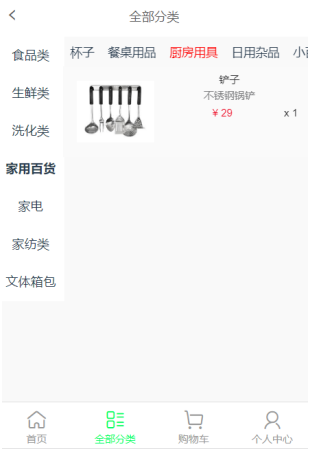 全部分类
食品类
生鲜类
洗化类
家用百货
家电
家纺类
文体箱包
杯子 餐桌用品 厨房用具 日用杂品
铲子
不锈钢锅铲
¥ 29 x 1
首页 全部分类 购物车 个人中心